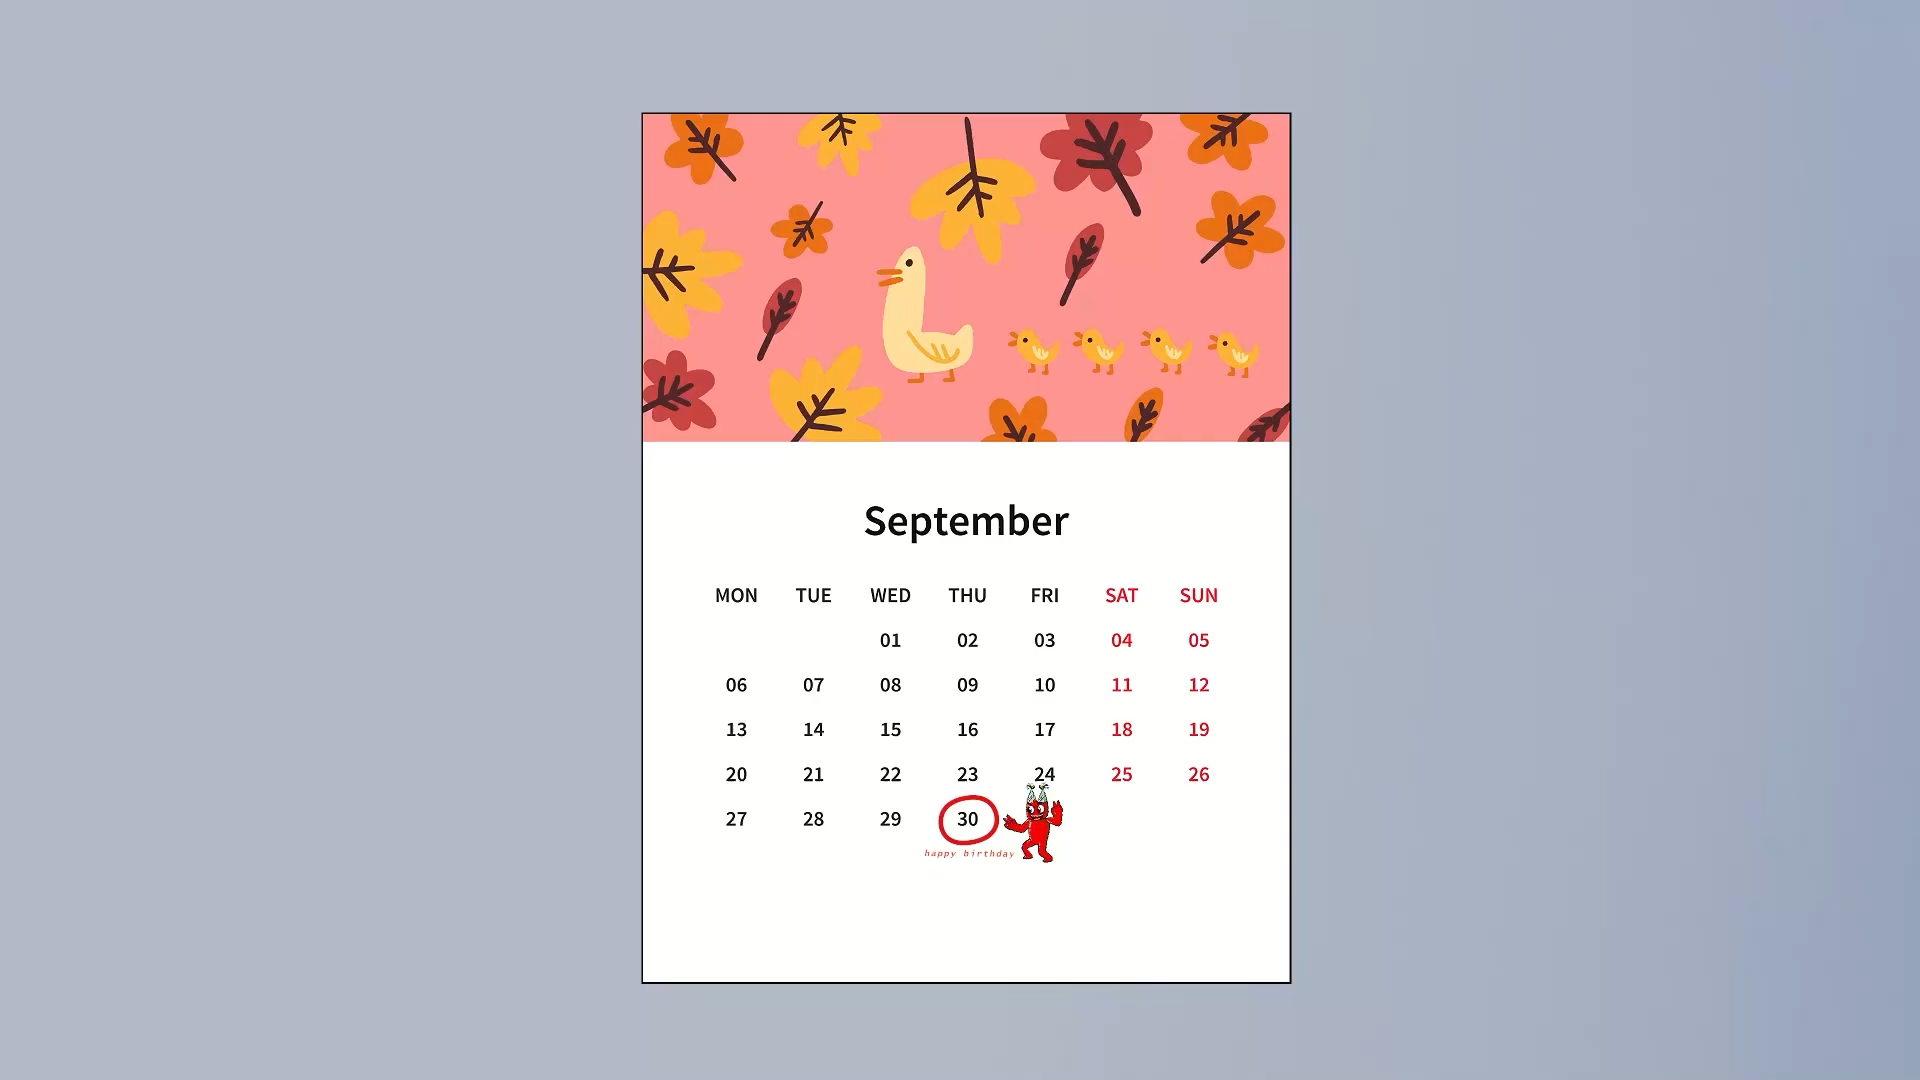 September
MON TUE WED THU FRI SAT SUN
01 02 03 04 05
06 07 08 09 10 11 12
13 14 15 16 17 18 19
20 21 22 23 24 25 26
27 28 29 30
happy birthday